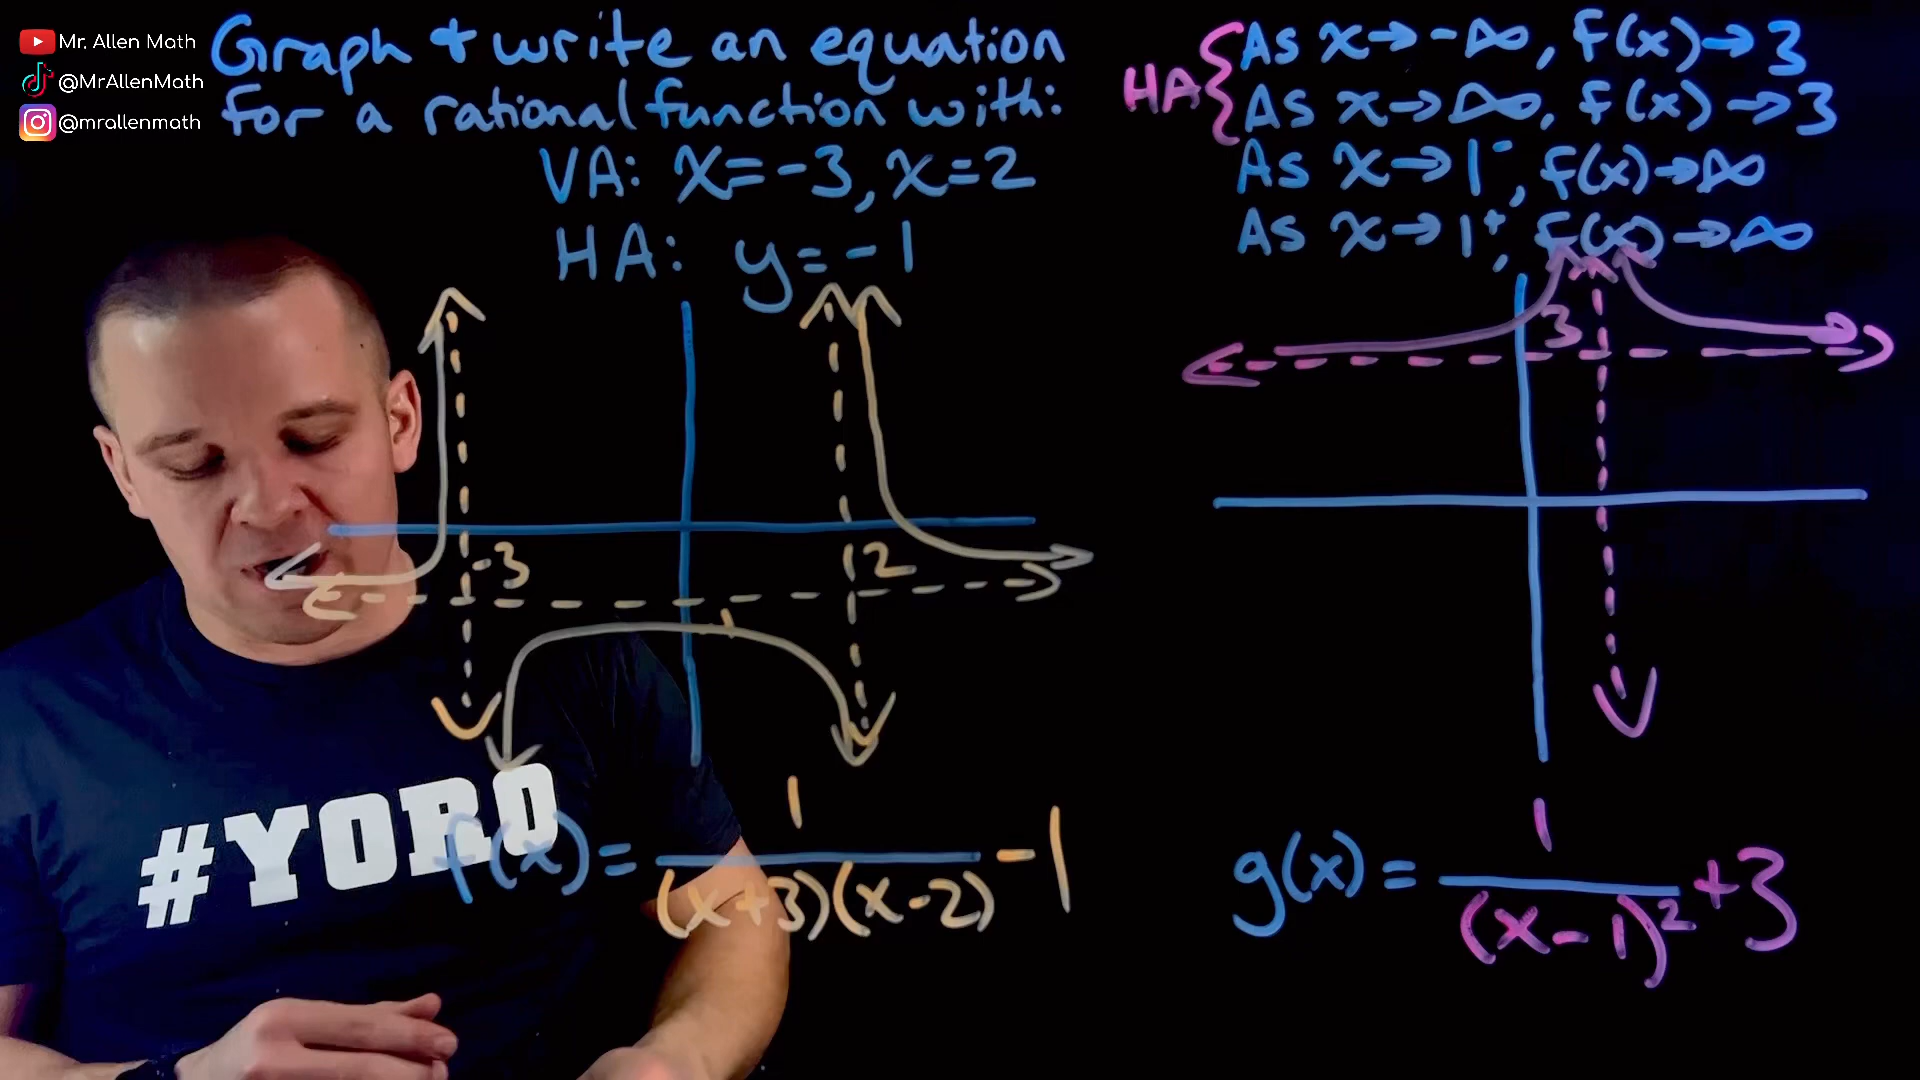 Mr. Allen Math
@MrAllenMath
@mrallenmath
Graph + write an equation
for a rational function with:
VA: x=-3, x=2
HA: y=-1
-3
2
-1
f(x)= 1/((x+3)(x-2)) -1
#YORO
HA{
As x→-∞, f(x)→3
As x→∞, f(x)→3
As x→1⁻, f(x)→∞
As x→1⁺, f(x)→∞
3
g(x)= 1/(x-1)² +3